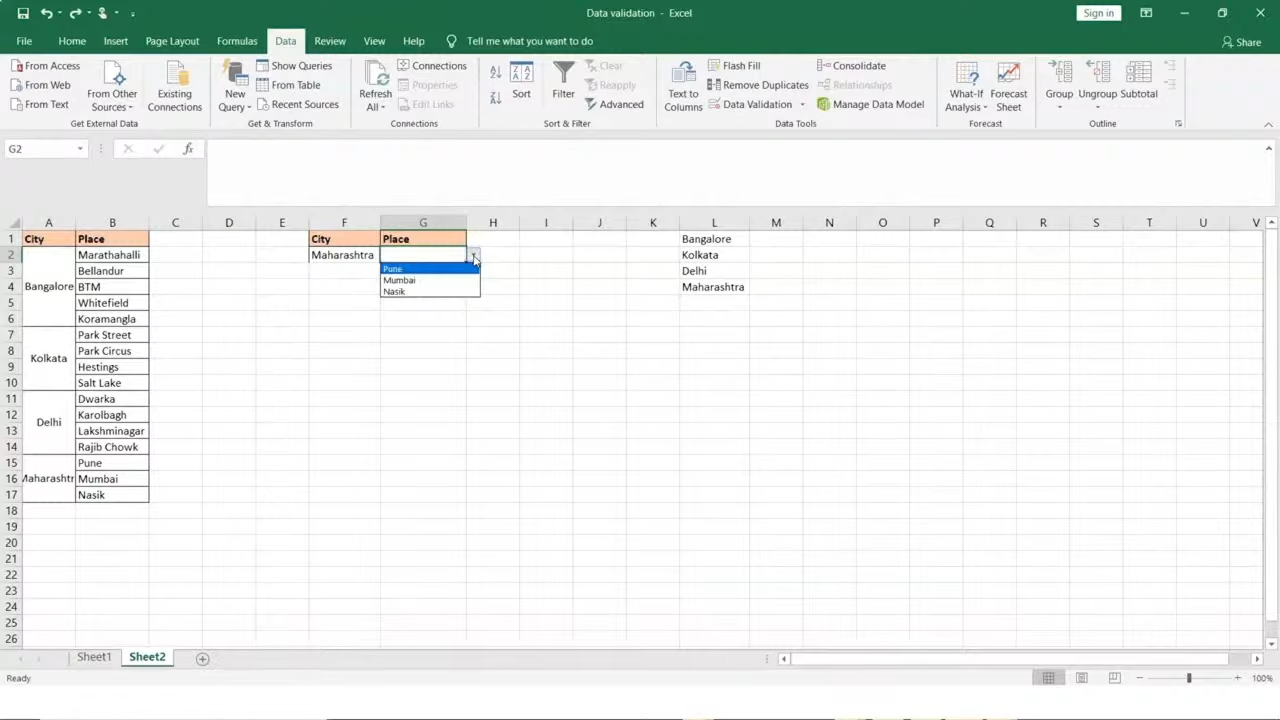 Data validation - Excel
Sign in
File Home Insert Page Layout Formulas Data Review View Help Tell me what you want to do
Share
From Access
From Web
From Text
From Other Sources
Existing Connections
Get External Data
New Query
Show Queries
From Table
Recent Sources
Get & Transform
Refresh All
Connections
Properties
Edit Links
Connections
Sort
Filter
Clear
Reapply
Advanced
Sort & Filter
Text to Columns
Flash Fill
Remove Duplicates
Data Validation
Consolidate
Relationships
Manage Data Model
Data Tools
What-If Analysis
Forecast Sheet
Forecast
Group
Ungroup
Subtotal
Outline
G2
fx
A B C D E F G H I J K L M N O P Q R S T U V
1 City Place City Place Bangalore
2 Marathahalli Maharashtra Kolkata
3 Bellandur Pune Delhi
4 Bangalore BTM Mumbai Maharashtra
5 Whitefield Nasik
6 Koramangla
7 Park Street
8 Kolkata Park Circus
9 Hestings
10 Salt Lake
11 Dwarka
12 Delhi Karolbagh
13 Lakshminagar
14 Rajib Chowk
15 Pune
16 Maharashtr Mumbai
17 Nasik
18
19
20
21
22
23
24
25
26
Sheet1 Sheet2
Ready
100%